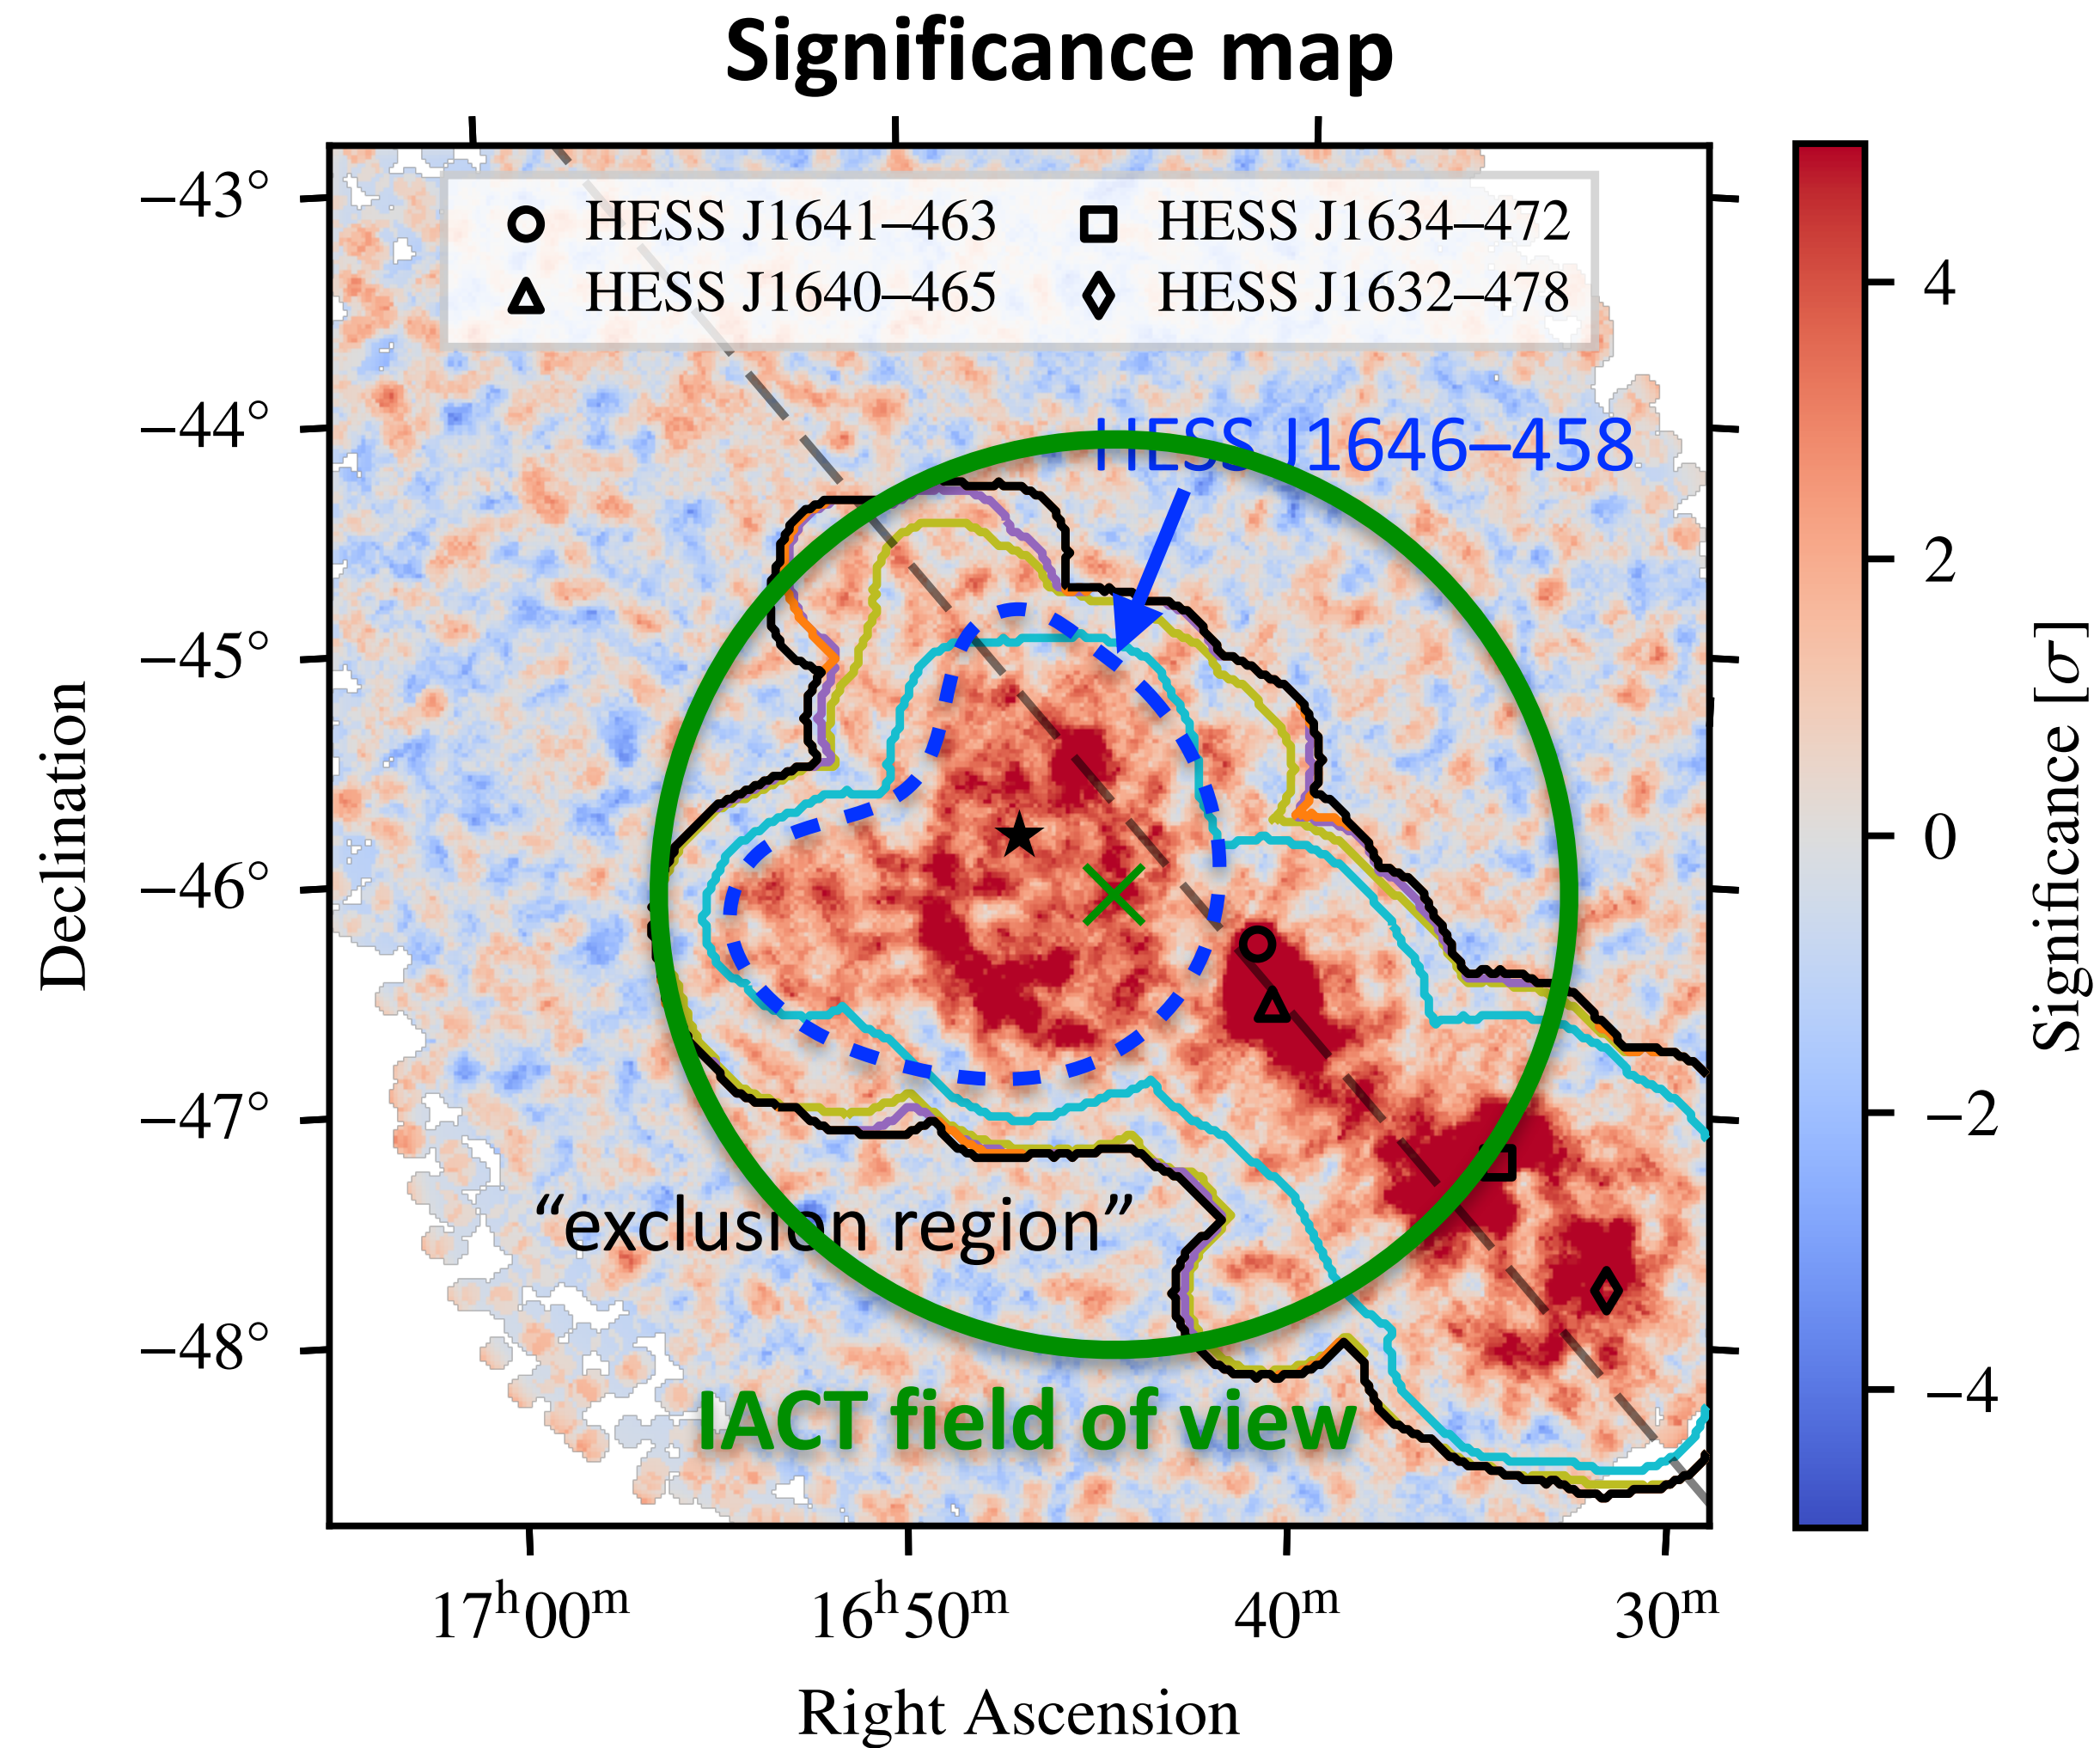 Significance map
HESS J1641–463
HESS J1634–472
HESS J1640–465
HESS J1632–478
HESS J1646–458
“exclusion region”
IACT field of view
−43°
−44°
−45°
−46°
−47°
−48°
Declination
17ʰ00ᵐ
16ʰ50ᵐ
40ᵐ
30ᵐ
Right Ascension
4
2
0
−2
−4
Significance [σ]